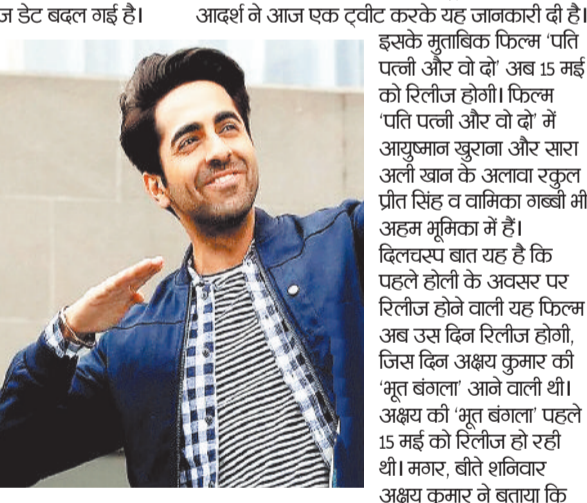 ज डेट बदल गई है।
आदर्श ने आज एक ट्वीट करके यह जानकारी दी है।
इसके मुताबिक फिल्म ‘पति
पत्नी और वो दो’ अब 15 मई
को रिलीज होगी। फिल्म
‘पति पत्नी और वो दो’ में
आयुष्मान खुराना और सारा
अली खान के अलावा रकुल
प्रीत सिंह व वामिका गब्बी भी
अहम भूमिका में हैं।
दिलचस्प बात यह है कि
पहले होली के अवसर पर
रिलीज होने वाली यह फिल्म
अब उस दिन रिलीज होगी,
जिस दिन अक्षय कुमार की
‘भूत बंगला’ आने वाली थी।
अक्षय की ‘भूत बंगला’ पहले
15 मई को रिलीज हो रही
थी। मगर, बीते शनिवार
अक्षय कुमार ने बताया कि